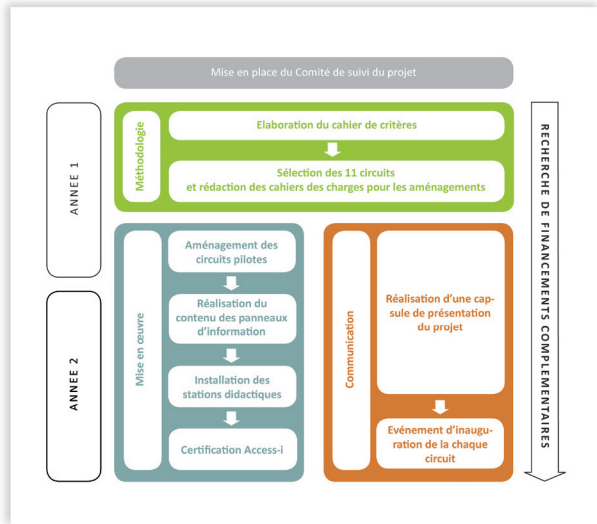 Mise en place du Comité de suivi du projet
ANNEE 1
Méthodologie
Elaboration du cahier de critères
Sélection des 11 circuits
et rédaction des cahiers des charges pour les aménagements
ANNEE 2
Mise en œuvre
Aménagement des
circuits pilotes
Réalisation du
contenu des panneaux
d'information
Installation des
stations didactiques
Certification Access-i
Communication
Réalisation d'une cap-
sule de présentation
du projet
Evénement d'inaugu-
ration de la chaque
circuit
RECHERCHE DE FINANCEMENTS COMPLEMENTAIRES